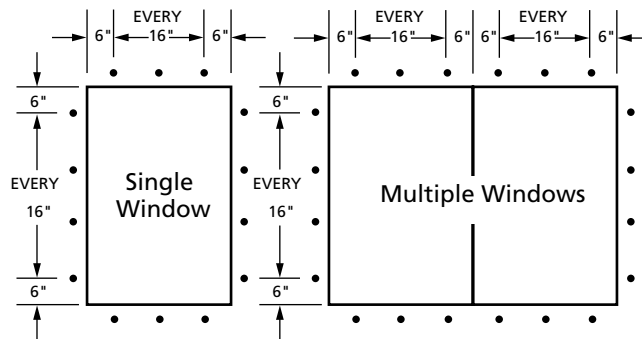 EVERY
6" 16" 6"
EVERY EVERY
6" 16" 6" 6" 16" 6"
6"
EVERY
16"
6"
Single
Window
6"
EVERY
16"
6"
Multiple Windows